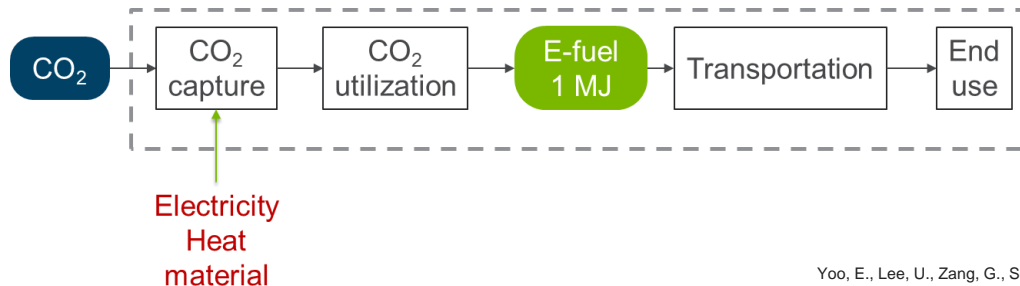 CO₂
CO₂
capture
CO₂
utilization
E-fuel
1 MJ
Transportation
End
use
Electricity
Heat
material
Yoo, E., Lee, U., Zang, G., S